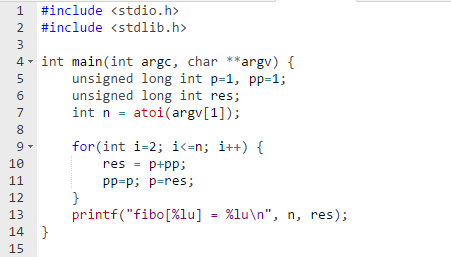 1 #include <stdio.h>
2 #include <stdlib.h>
3
4 int main(int argc, char **argv) {
5     unsigned long int p=1, pp=1;
6     unsigned long int res;
7     int n = atoi(argv[1]);
8
9     for(int i=2; i<=n; i++) {
10         res = p+pp;
11         pp=p; p=res;
12     }
13     printf("fibo[%lu] = %lu\n", n, res);
14 }
15